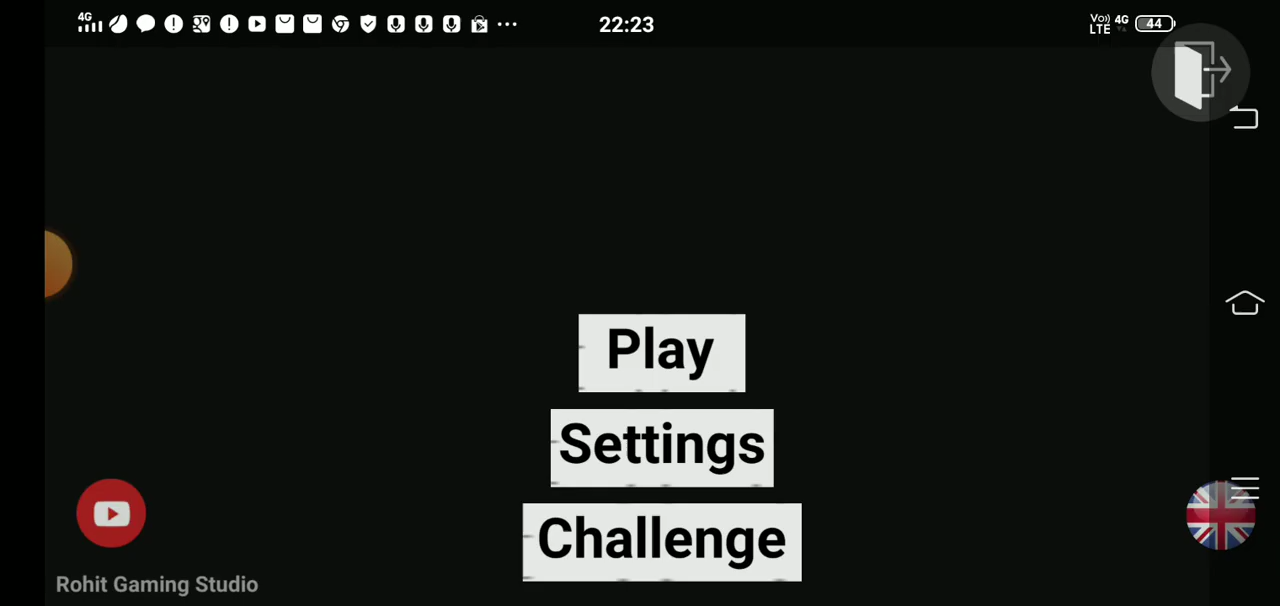 4G 22:23 Vo) 4G 44
LTE
Play
Settings
Challenge
Rohit Gaming Studio